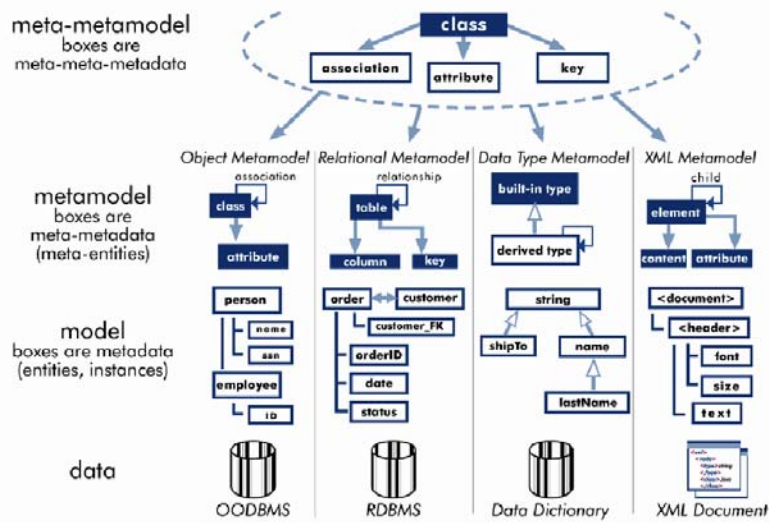 meta-metamodel
boxes are
meta-meta-metadata
class
association
attribute
key
Object Metamodel
Relational Metamodel
Data Type Metamodel
XML Metamodel
metamodel
boxes are
meta-metadata
(meta-entities)
association
class
attribute
relationship
table
column
key
built-in type
derived type
child
element
content
attribute
model
boxes are metadata
(entities, instances)
person
name
ssn
employee
ID
order
customer
customer_FK
orderID
date
status
string
shipTo
name
lastName
<document>
<header>
font
size
text
data
OODBMS
RDBMS
Data Dictionary
XML Document